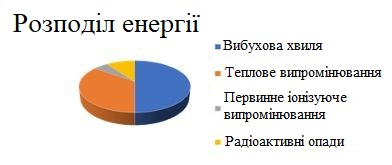 Розподіл енергії
Вибухова хвиля
Теплове випромінювання
Первинне іонізуюче
випромінювання
Радіоактивні опади